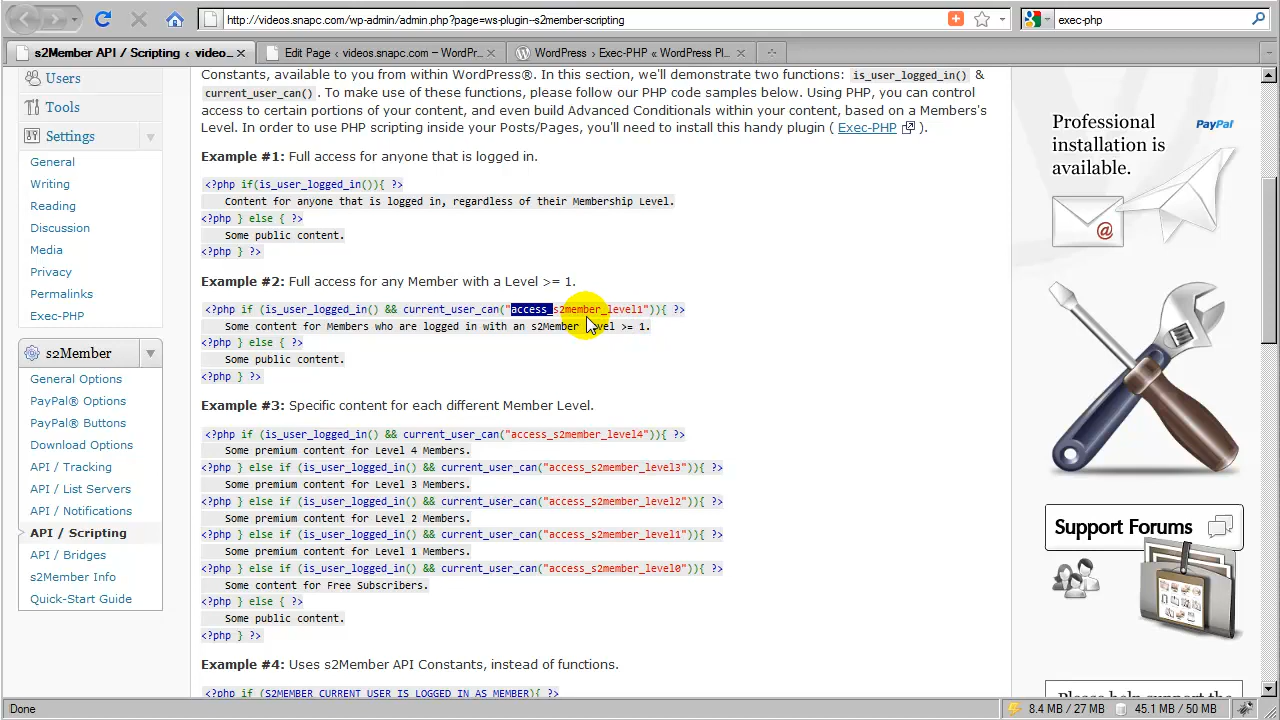 http://videos.snapc.com/wp-admin/admin.php?page=ws-plugin--s2member-scripting
exec-php
s2Member API / Scripting ‹ video...
Edit Page ‹ videos.snapc.com — WordPr...
WordPress › Exec-PHP « WordPress Pl...
Users
Tools
Settings
General
Writing
Reading
Discussion
Media
Privacy
Permalinks
Exec-PHP
s2Member
General Options
PayPal® Options
PayPal® Buttons
Download Options
API / Tracking
API / List Servers
API / Notifications
API / Scripting
API / Bridges
s2Member Info
Quick-Start Guide
Constants, available to you from within WordPress®. In this section, we'll demonstrate two functions: is_user_logged_in() &
current_user_can() . To make use of these functions, please follow our PHP code samples below. Using PHP, you can control
access to certain portions of your content, and even build Advanced Conditionals within your content, based on a Members's
Level. In order to use PHP scripting inside your Posts/Pages, you'll need to install this handy plugin ( Exec-PHP ).
Example #1: Full access for anyone that is logged in.
<?php if(is_user_logged_in()){ ?>
Content for anyone that is logged in, regardless of their Membership Level.
<?php } else { ?>
Some public content.
<?php } ?>
Example #2: Full access for any Member with a Level >= 1.
<?php if (is_user_logged_in() && current_user_can("access_s2member_level1")){ ?>
Some content for Members who are logged in with an s2Member Level >= 1.
<?php } else { ?>
Some public content.
<?php } ?>
Example #3: Specific content for each different Member Level.
<?php if (is_user_logged_in() && current_user_can("access_s2member_level4")){ ?>
Some premium content for Level 4 Members.
<?php } else if (is_user_logged_in() && current_user_can("access_s2member_level3")){ ?>
Some premium content for Level 3 Members.
<?php } else if (is_user_logged_in() && current_user_can("access_s2member_level2")){ ?>
Some premium content for Level 2 Members.
<?php } else if (is_user_logged_in() && current_user_can("access_s2member_level1")){ ?>
Some premium content for Level 1 Members.
<?php } else if (is_user_logged_in() && current_user_can("access_s2member_level0")){ ?>
Some content for Free Subscribers.
<?php } else { ?>
Some public content.
<?php } ?>
Example #4: Uses s2Member API Constants, instead of functions.
<?php if (S2MEMBER_CURRENT_USER_IS_LOGGED_IN_AS_MEMBER){ ?>
Professional
installation is
available.
PayPal
@
Support Forums
Please help support the
Done
8.4 MB / 27 MB
45.1 MB / 50 MB